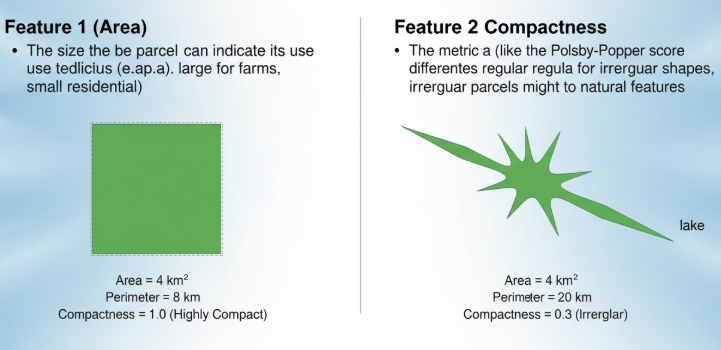 Feature 1 (Area)
• The size the be parcel can indicate its use
use tedlicius (e.ap.a). large for farms,
small residential)
Area = 4 km²
Perimeter = 8 km
Compactness = 1.0 (Highly Compact)
Feature 2 Compactness
• The metric a (like the Polsby-Popper score
differentes regular regula for irrerguar shapes,
irrerguar parcels might to natural features
lake
Area = 4 km²
Perimeter = 20 km
Compactness = 0.3 (Irrerglar)